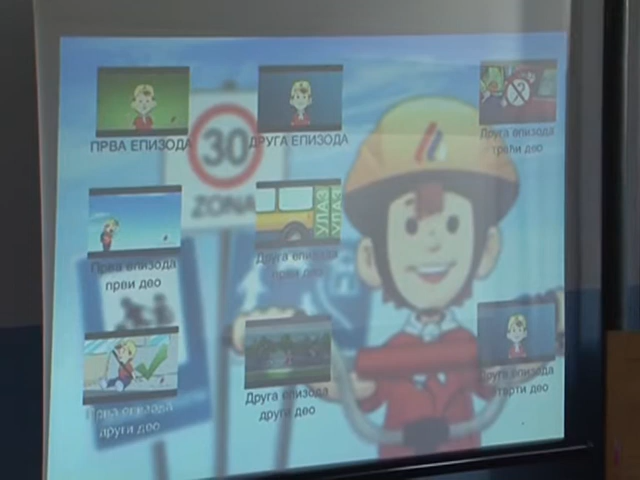 ПРВА ЕПИЗОДА
ДРУГА ЕПИЗОДА
Друга епизода
трећи део
30
ZONA
Прва епизода
први део
УЛАЗ
УЛАЗ
Друга епизода
први део
Прва епизода
други део
Друга епизода
други део
Друга епизода
четврти део